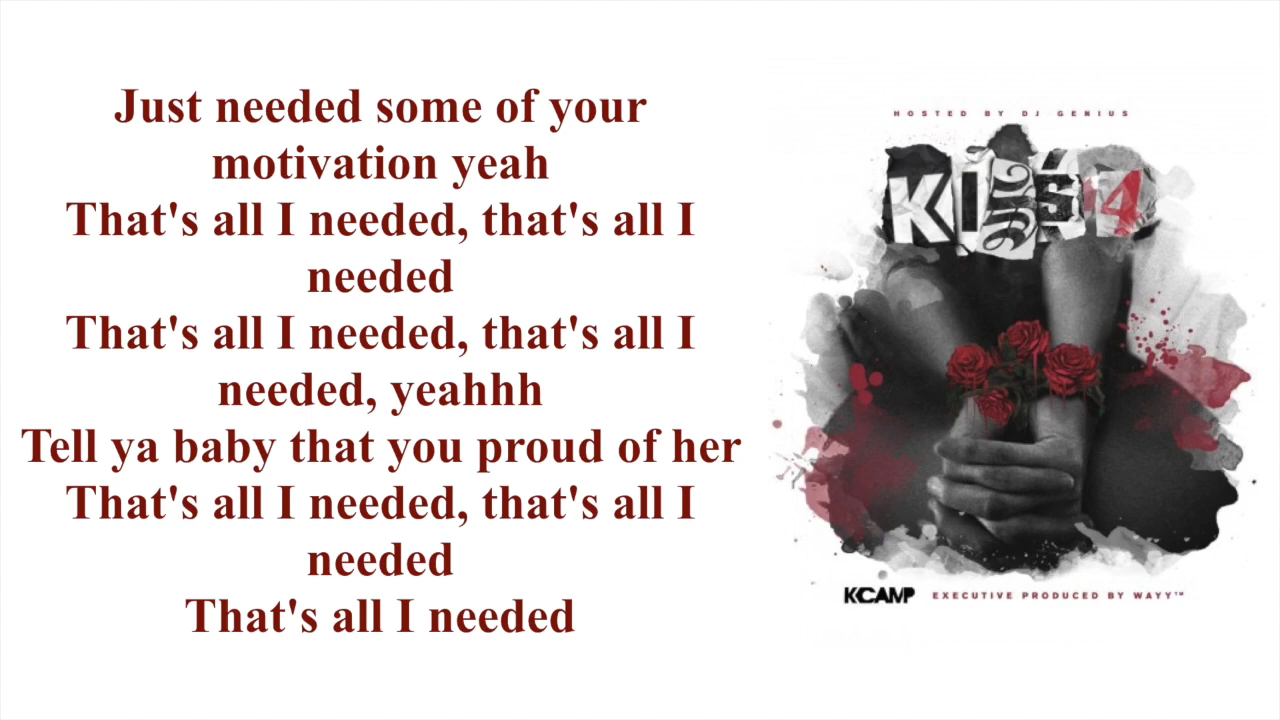 Just needed some of your
motivation yeah
That's all I needed, that's all I
needed
That's all I needed, that's all I
needed, yeahhh
Tell ya baby that you proud of her
That's all I needed, that's all I
needed
That's all I needed
HOSTED BY DJ GENIUS
KISS 4
KCAMP EXECUTIVE PRODUCED BY WAYY™